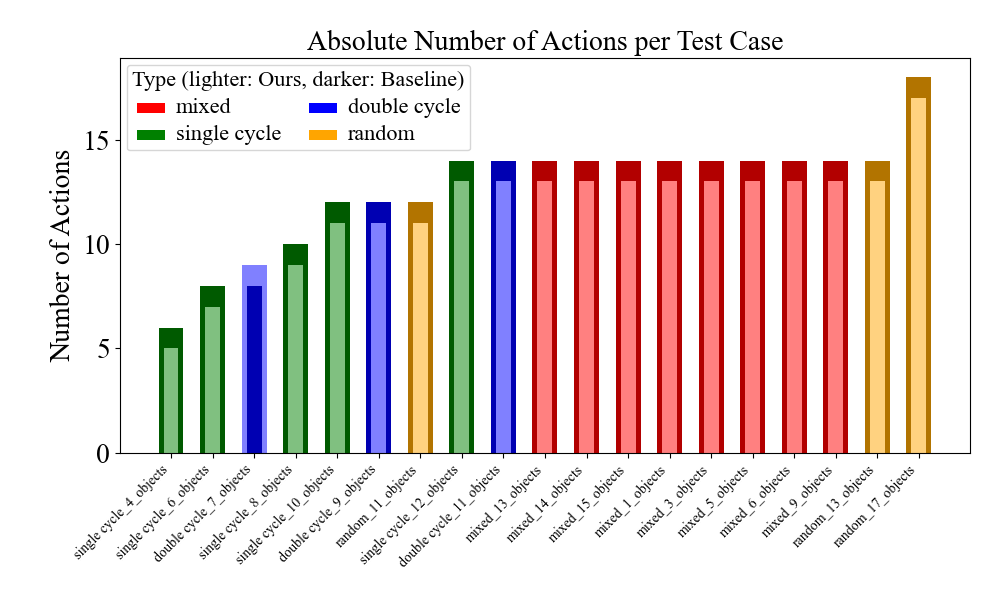 Absolute Number of Actions per Test Case
Type (lighter: Ours, darker: Baseline)
mixed
double cycle
single cycle
random
Number of Actions
15
10
5
0
single cycle_4_objects
single cycle_6_objects
double cycle_7_objects
single cycle_8_objects
single cycle_10_objects
double cycle_9_objects
random_11_objects
single cycle_12_objects
double cycle_11_objects
mixed_13_objects
mixed_14_objects
mixed_15_objects
mixed_1_objects
mixed_3_objects
mixed_5_objects
mixed_6_objects
mixed_9_objects
random_13_objects
random_17_objects